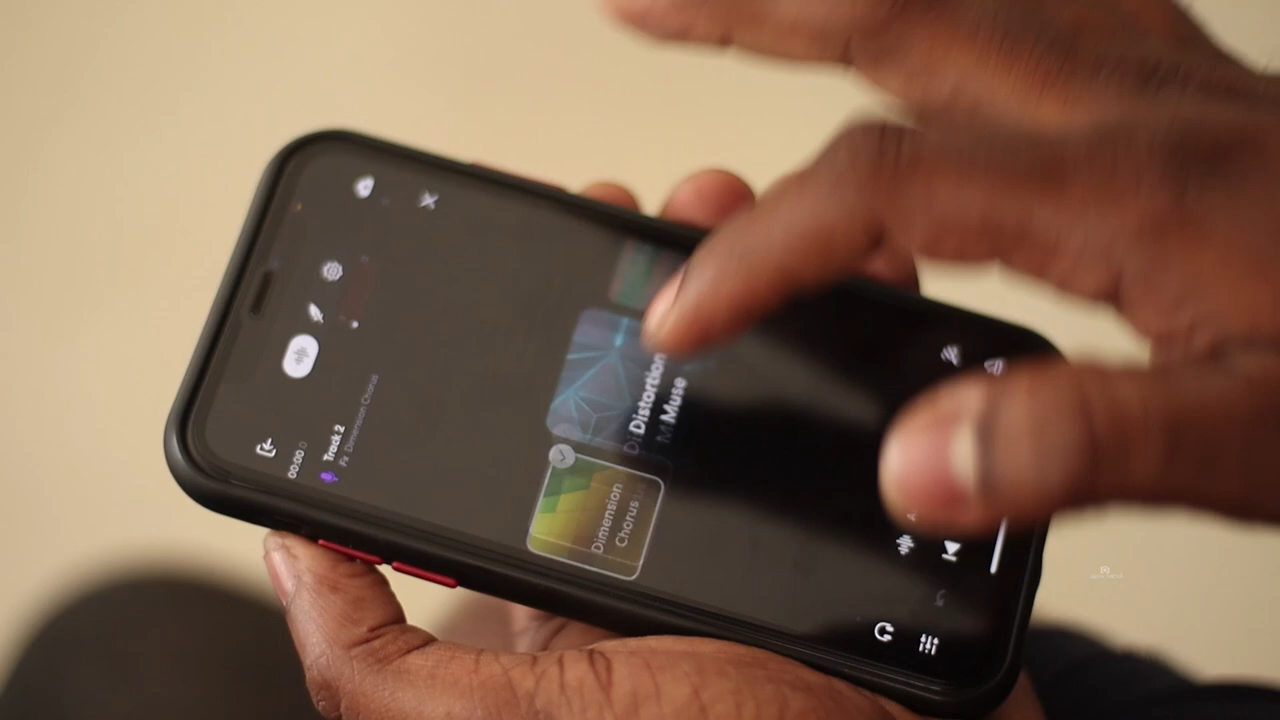 00:00
Track 2
Fx Dimension Chorus
Distortion
Muse
Dimension
Chorus